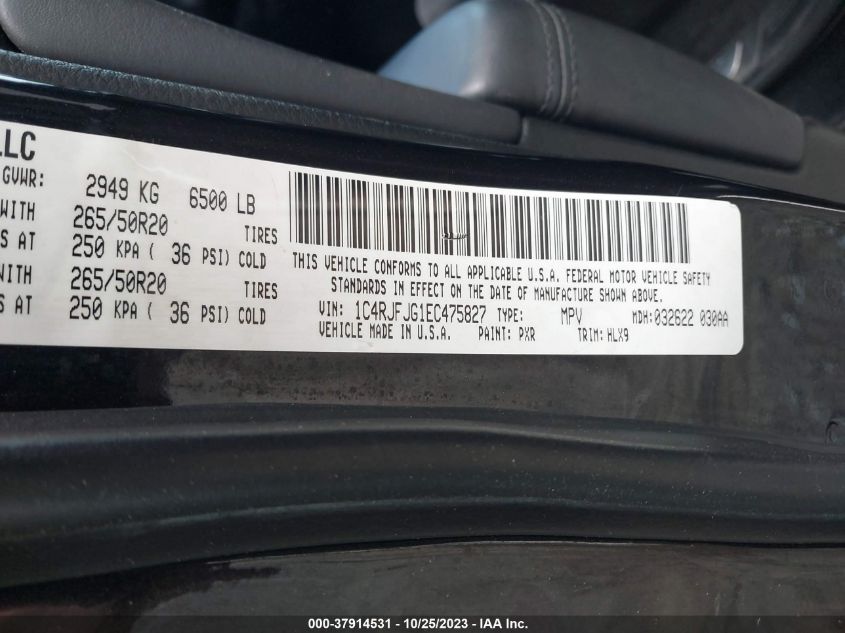 LLC
GVWR: 2949 KG 6500 LB
WITH 265/50R20 TIRES
S AT 250 KPA ( 36 PSI) COLD
WITH 265/50R20 TIRES
S AT 250 KPA ( 36 PSI) COLD
THIS VEHICLE CONFORMS TO ALL APPLICABLE U.S.A. FEDERAL MOTOR VEHICLE SAFETY
STANDARDS IN EFFECT ON THE DATE OF MANUFACTURE SHOWN ABOVE.
VIN: 1C4RJFJG1EC475827 TYPE: MPV MDH: 032622 030AA
VEHICLE MADE IN U.S.A. PAINT: PXR TRIM: HLX9
000-37914531 - 10/25/2023 - IAA Inc.